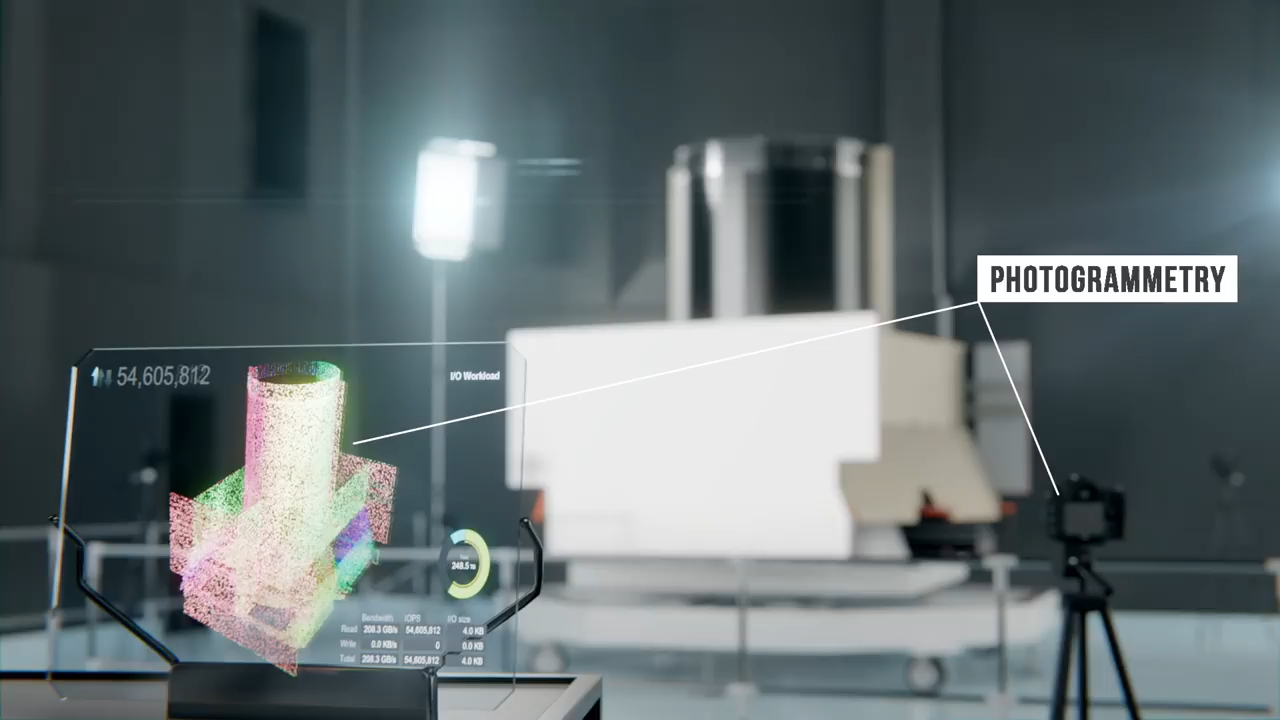 PHOTOGRAMMETRY
54,605,812
I/O Workload
248.5 TB
Bandwidth IOPS I/O size
Read 208.3 GB/s 54,605,812 4.0 KB
Write 0.0 KB/s 0 0.0 KB
Total 208.3 GB/s 54,605,812 4.0 KB